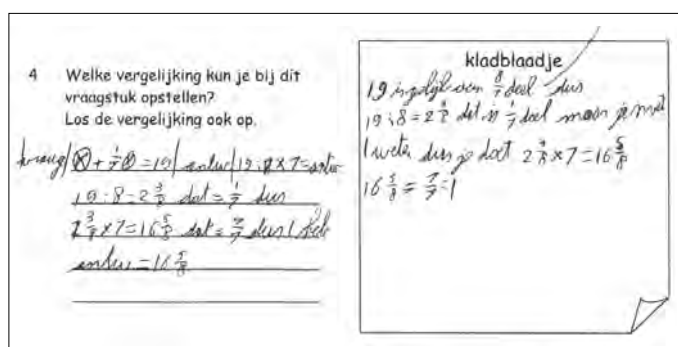 4 Welke vergelijking kun je bij dit
vraagstuk opstellen?
Los de vergelijking ook op.
vraag / ⓧ + 1/7 ⓧ = 19 / antw / 19 : 8 x 7 = antw
19 : 8 = 2 3/8 dat = 1/7 dus
2 3/8 x 7 = 16 5/8 dat = 7/7 dus 1 heb
antw = 16 5/8
kladblaadje
19 is gelijk aan 8/7 deel dus
19 : 8 = 2 3/8 dit is 1/7 deel maar je moet
1 weten dus je doet 2 3/8 x 7 = 16 5/8
16 5/8 = 7/7 = 1